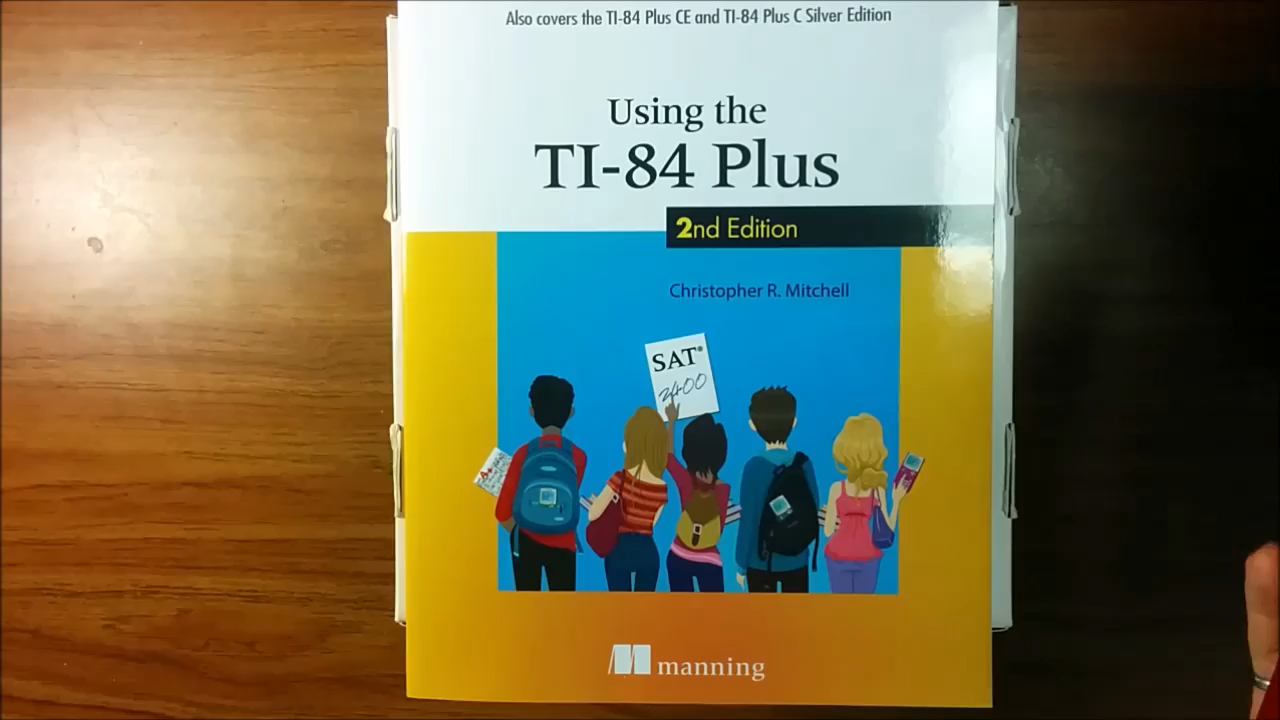 Also covers the TI-84 Plus CE and TI-84 Plus C Silver Edition
Using the
TI-84 Plus
2nd Edition
Christopher R. Mitchell
SAT®
2400
A+
manning